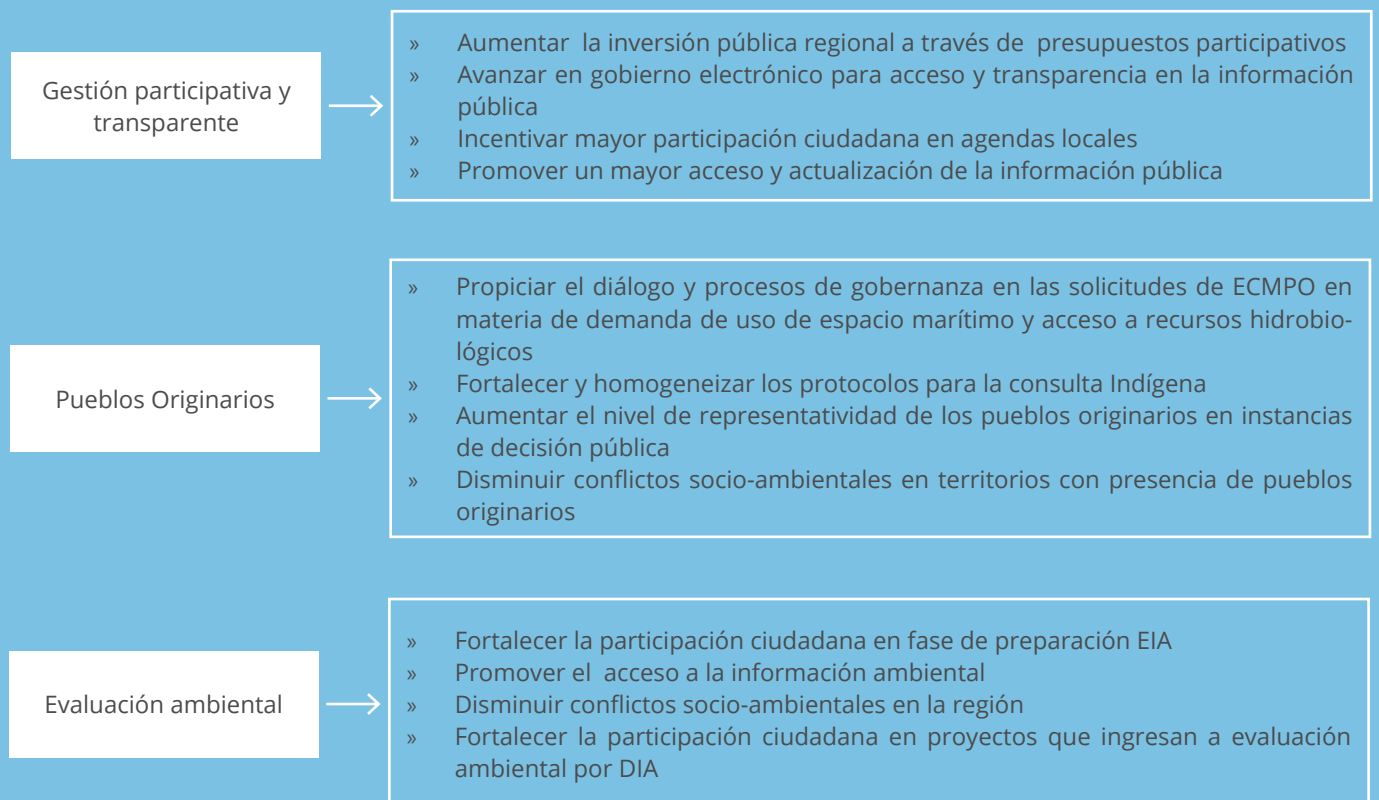 Gestión participativa y
transparente
» Aumentar la inversión pública regional a través de presupuestos participativos
» Avanzar en gobierno electrónico para acceso y transparencia en la información
pública
» Incentivar mayor participación ciudadana en agendas locales
» Promover un mayor acceso y actualización de la información pública
Pueblos Originarios
» Propiciar el diálogo y procesos de gobernanza en las solicitudes de ECMPO en
materia de demanda de uso de espacio marítimo y acceso a recursos hidrobio-
lógicos
» Fortalecer y homogeneizar los protocolos para la consulta Indígena
» Aumentar el nivel de representatividad de los pueblos originarios en instancias
de decisión pública
» Disminuir conflictos socio-ambientales en territorios con presencia de pueblos
originarios
Evaluación ambiental
» Fortalecer la participación ciudadana en fase de preparación EIA
» Promover el acceso a la información ambiental
» Disminuir conflictos socio-ambientales en la región
» Fortalecer la participación ciudadana en proyectos que ingresan a evaluación
ambiental por DIA